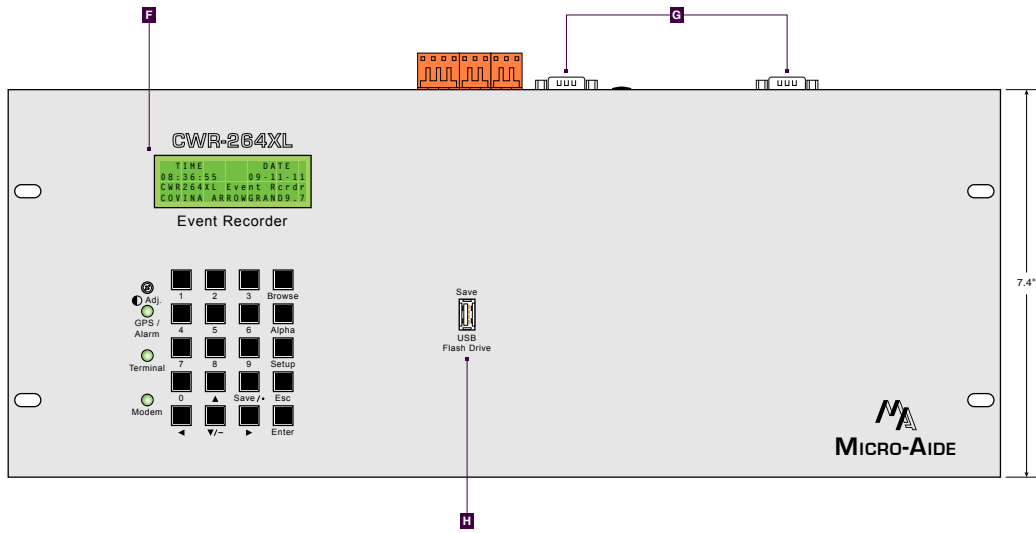 F
G
CWR-264XL
TIME DATE
08:36:55 09-11-11
CWR264XL Event Rcrdr
COVINA ARROWGRAND9.7
Event Recorder
7.4"
Adj.
1 2 3 Browse
GPS /
Alarm
4 5 6 Alpha
Terminal
7 8 9 Setup
Modem
0 ▲ Save/• Esc
◄ ▼/– ► Enter
Save
USB
Flash Drive
MA
MICRO-AIDE
H